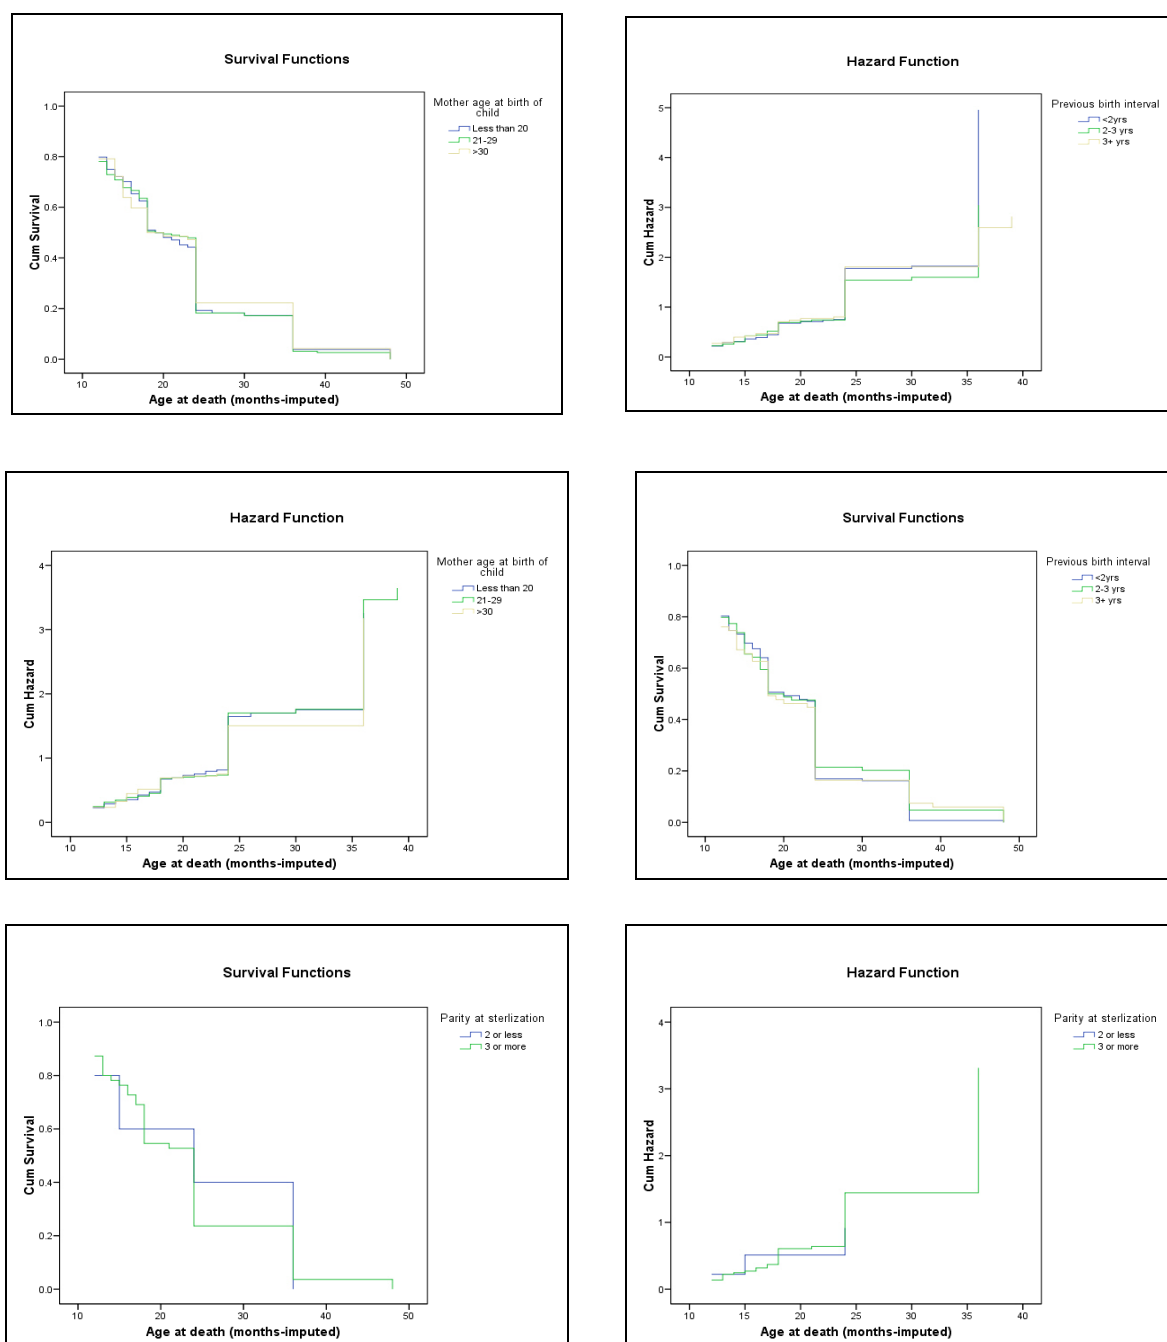 Survival Functions
Mother age at birth of
child
Less than 20
21-29
>30
1.0
0.8
0.6
0.4
0.2
0.0
Cum Survival
10 20 30 40 50
Age at death (months-imputed)
Hazard Function
Previous birth interval
<2yrs
2-3 yrs
3+ yrs
5
4
3
2
1
0
Cum Hazard
10 15 20 25 30 35 40
Age at death (months-imputed)
Hazard Function
Mother age at birth of
child
Less than 20
21-29
>30
4
3
2
1
0
Cum Hazard
10 15 20 25 30 35 40
Age at death (months-imputed)
Survival Functions
Previous birth interval
<2yrs
2-3 yrs
3+ yrs
1.0
0.8
0.6
0.4
0.2
0.0
Cum Survival
10 20 30 40 50
Age at death (months-imputed)
Survival Functions
Parity at sterlization
2 or less
3 or more
1.0
0.8
0.6
0.4
0.2
0.0
Cum Survival
10 20 30 40 50
Age at death (months-imputed)
Hazard Function
Parity at sterlization
2 or less
3 or more
4
3
2
1
0
Cum Hazard
10 15 20 25 30 35 40
Age at death (months-imputed)